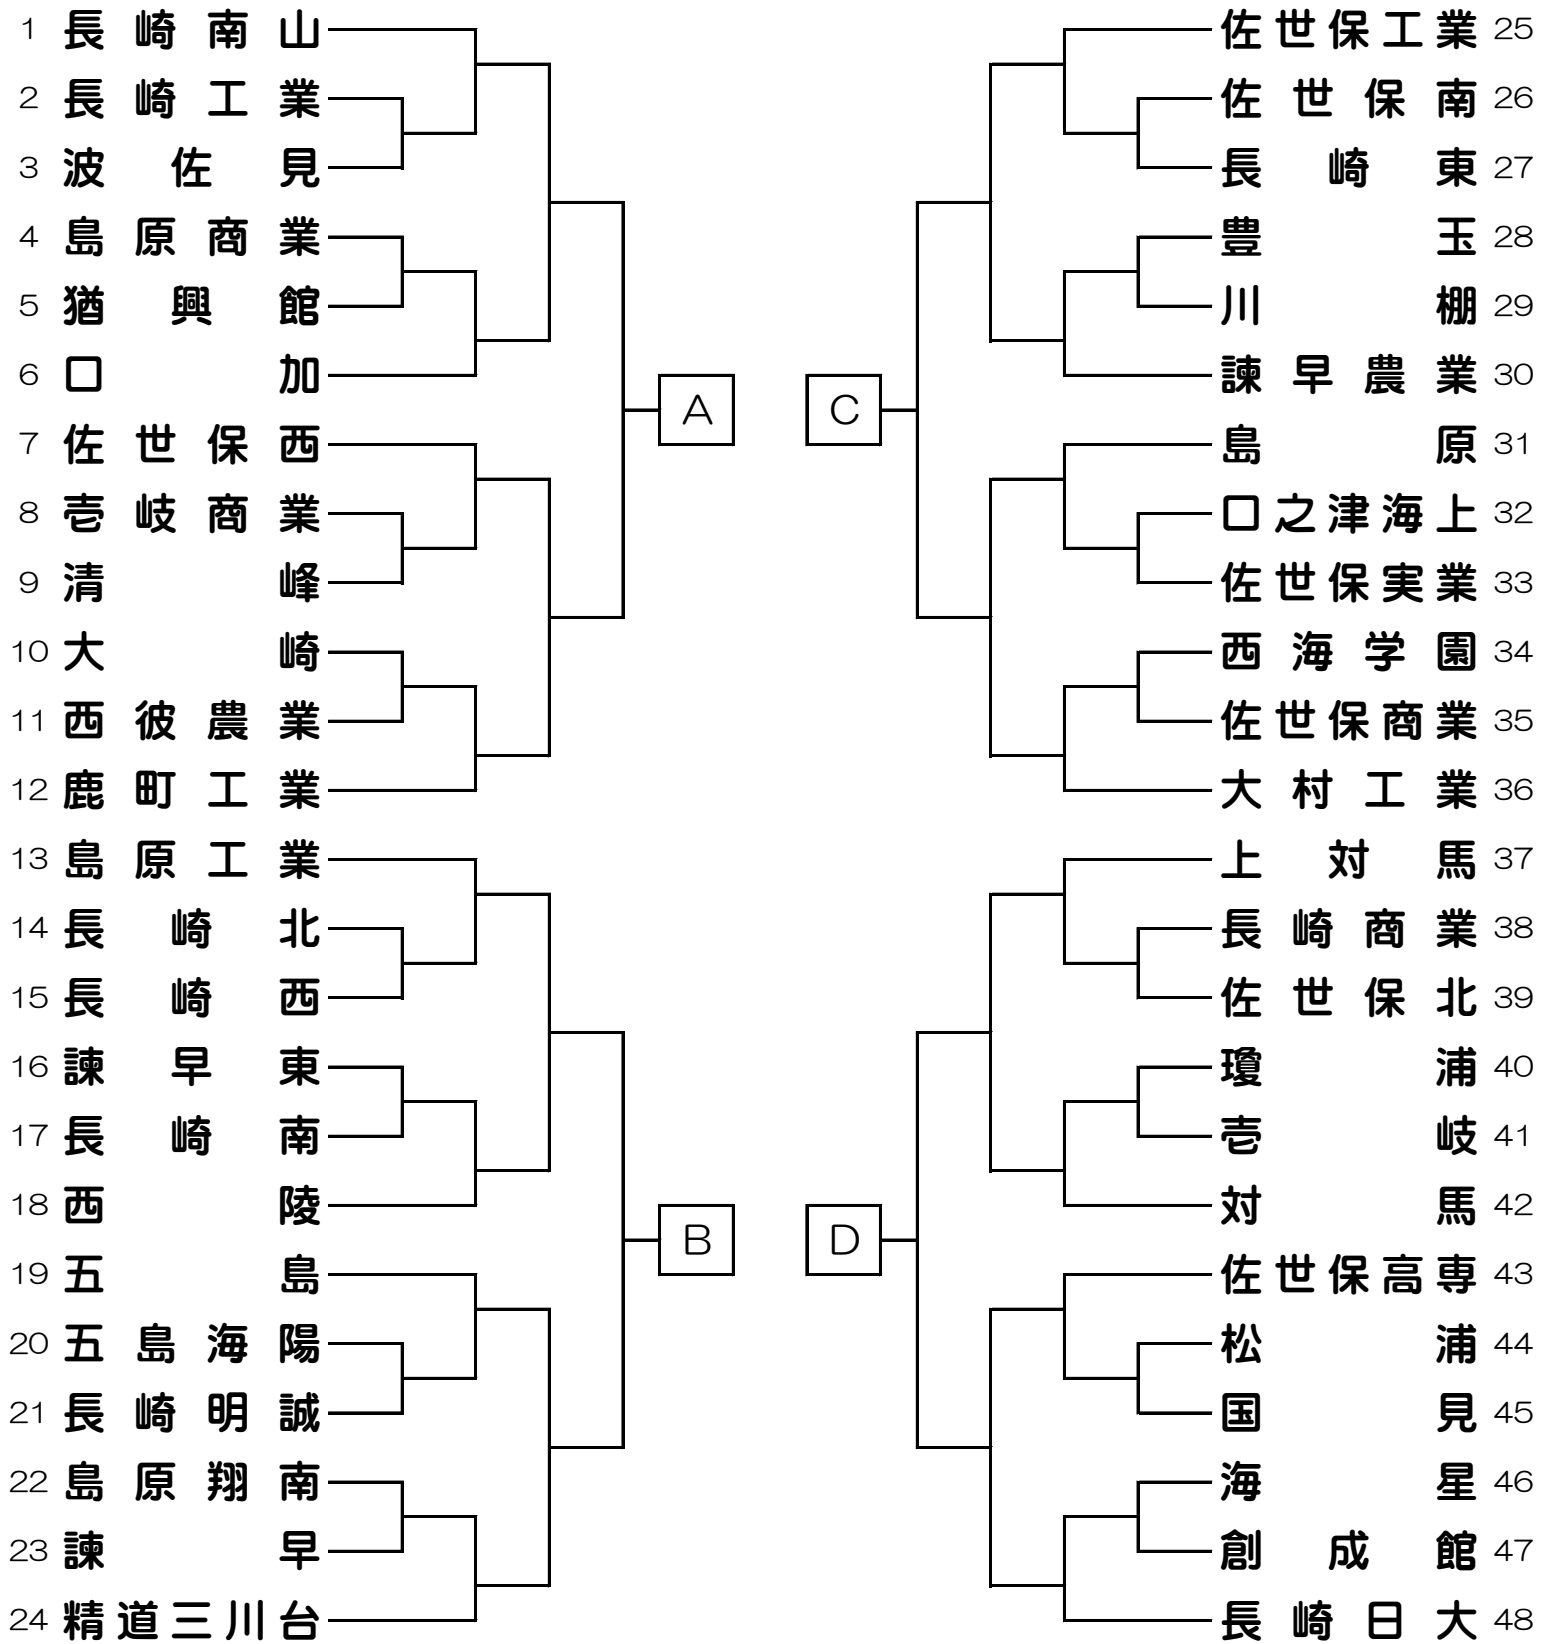 1 長崎南山
2 長崎工業
3 波佐見
4 島原商業
5 猶興館
6 口加
7 佐世保西
8 壱岐商業
9 清峰
10 大崎
11 西彼農業
12 鹿町工業
13 島原工業
14 長崎北
15 長崎西
16 諫早東
17 長崎南
18 西陵
19 五島
20 五島海陽
21 長崎明誠
22 島原翔南
23 諫早
24 精道三川台
A
B
C
D
佐世保工業 25
佐世保南 26
長崎東 27
豊玉 28
川棚 29
諫早農業 30
島原 31
口之津海上 32
佐世保実業 33
西海学園 34
佐世保商業 35
大村工業 36
上対馬 37
長崎商業 38
佐世保北 39
瓊浦 40
壱岐 41
対馬 42
佐世保高専 43
松浦 44
国見 45
海星 46
創成館 47
長崎日大 48